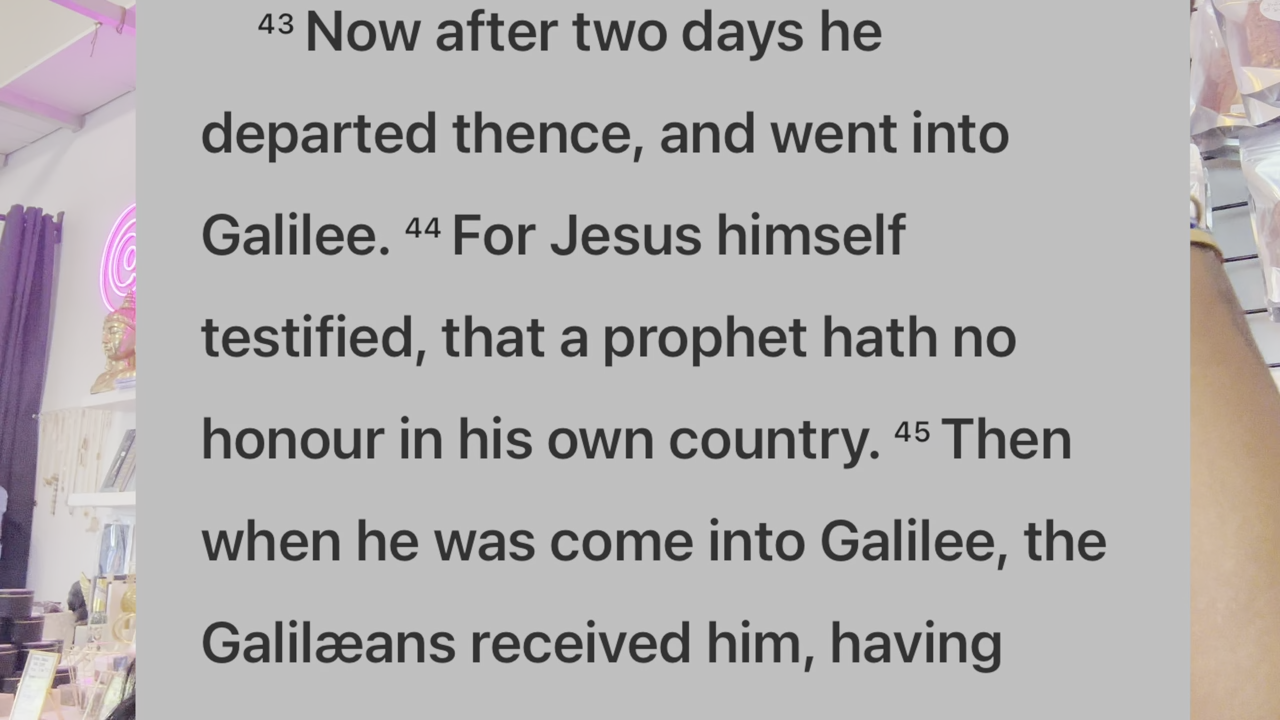 43 Now after two days he
departed thence, and went into
Galilee. 44 For Jesus himself
testified, that a prophet hath no
honour in his own country. 45 Then
when he was come into Galilee, the
Galilæans received him, having